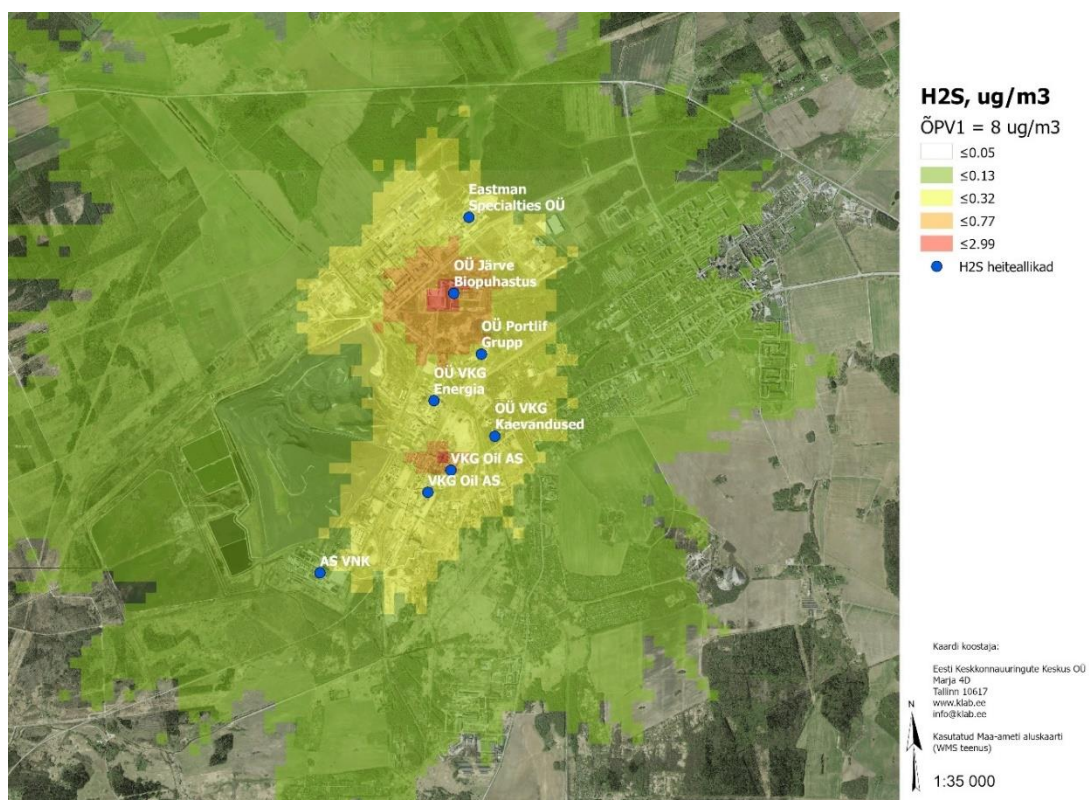 Eastman
Specialties OÜ
OÜ Järve
Biopuhastus
OÜ Portlif
Grupp
OÜ VKG
Energia
OÜ VKG
Kaevandused
VKG Oil AS
VKG Oil AS
AS VNK
H2S, ug/m3
ÕPV1 = 8 ug/m3
≤0.05
≤0.13
≤0.32
≤0.77
≤2.99
H2S heiteallikad
Kaardi koostaja:
Eesti Keskkonnauuringute Keskus OÜ
Marja 4D
Tallinn 10617
www.klab.ee
info@klab.ee
Kasutatud Maa-ameti aluskaarti
(WMS teenus)
N
1:35 000